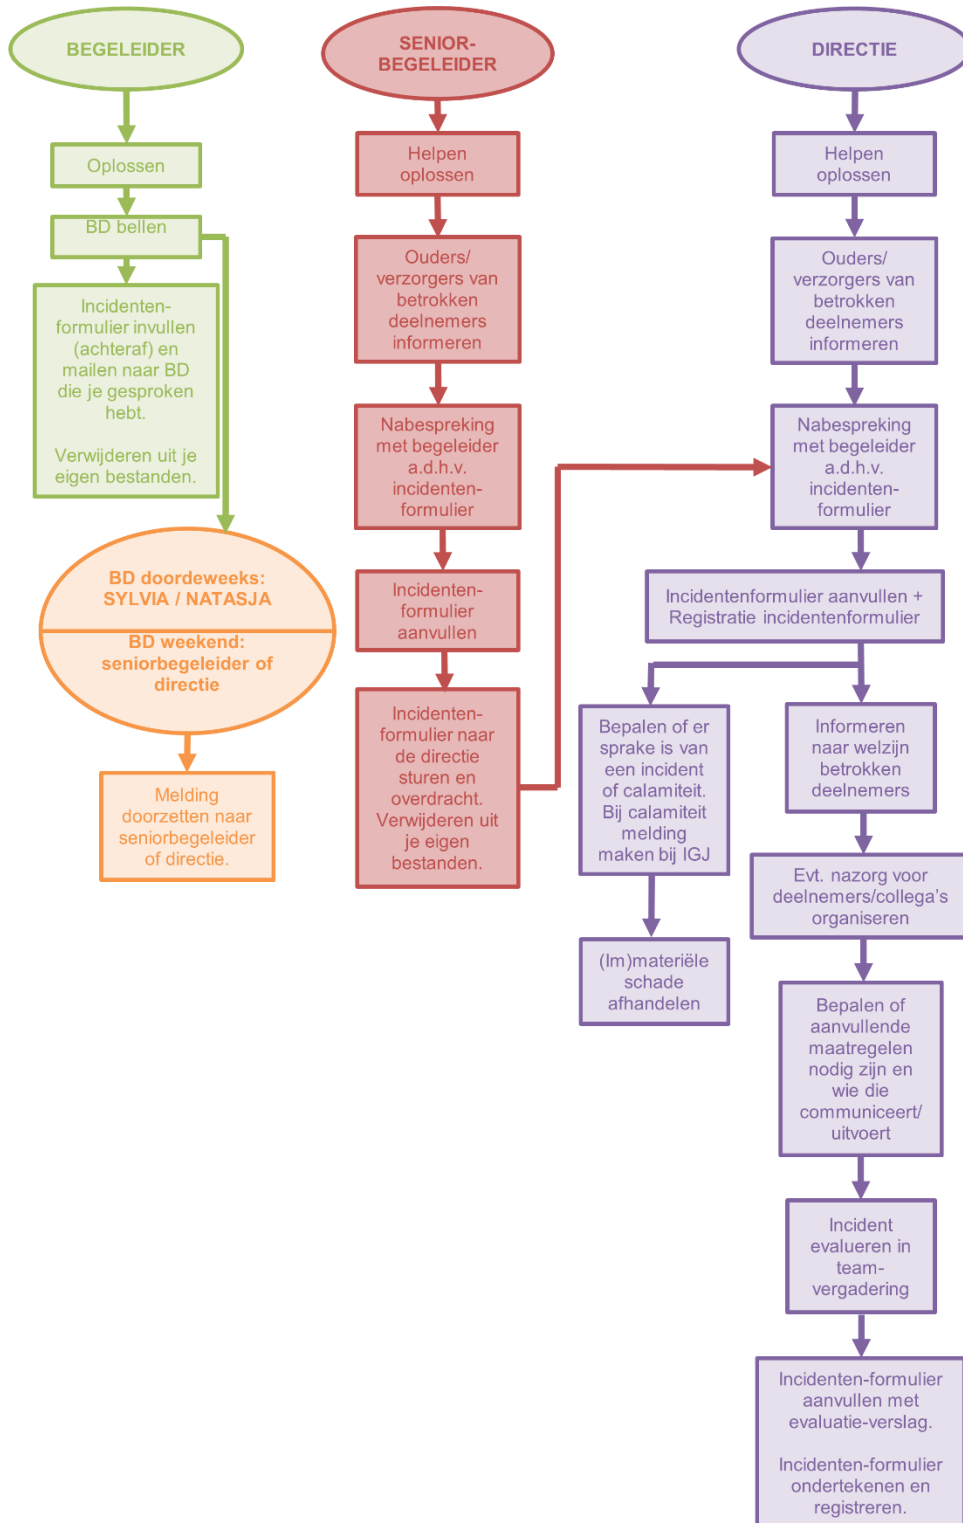 BEGELEIDER
Oplossen
BD bellen
Incidenten-
formulier invullen
(achteraf) en
mailen naar BD
die je gesproken
hebt.
Verwijderen uit je
eigen bestanden.
BD doordeweeks:
SYLVIA / NATASJA
BD weekend:
seniorbegeleider of
directie
Melding
doorzetten naar
seniorbegeleider
of directie.
SENIOR-
BEGELEIDER
Helpen
oplossen
Ouders/
verzorgers van
betrokken
deelnemers
informeren
Nabespreking
met begeleider
a.d.h.v.
incidenten-
formulier
Incidenten-
formulier
aanvullen
Incidenten-
formulier naar
de directie
sturen en
overdracht.
Verwijderen uit
je eigen
bestanden.
DIRECTIE
Helpen
oplossen
Ouders/
verzorgers van
betrokken
deelnemers
informeren
Nabespreking
met begeleider
a.d.h.v.
incidenten-
formulier
Incidentenformulier aanvullen +
Registratie incidentenformulier
Bepalen of er
sprake is van
een incident
of calamiteit.
Bij calamiteit
melding
maken bij IGJ
(Im)materiële
schade
afhandelen
Informeren
naar welzijn
betrokken
deelnemers
Evt. nazorg voor
deelnemers/collega's
organiseren
Bepalen of
aanvullende
maatregelen
nodig zijn en
wie die
communiceert/
uitvoert
Incident
evalueren in
team-
vergadering
Incidenten-formulier
aanvullen met
evaluatie-verslag.
Incidenten-formulier
ondertekenen en
registreren.